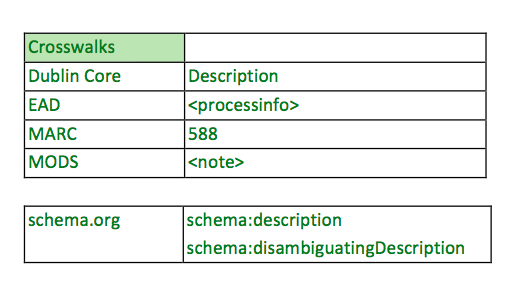 Crosswalks
Dublin Core Description
EAD <processinfo>
MARC 588
MODS <note>
schema.org schema:description
schema:disambiguatingDescription